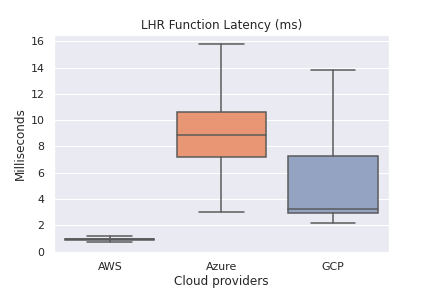 LHR Function Latency (ms)
16
14
12
10
8
6
4
2
0
Milliseconds
AWS Azure GCP
Cloud providers